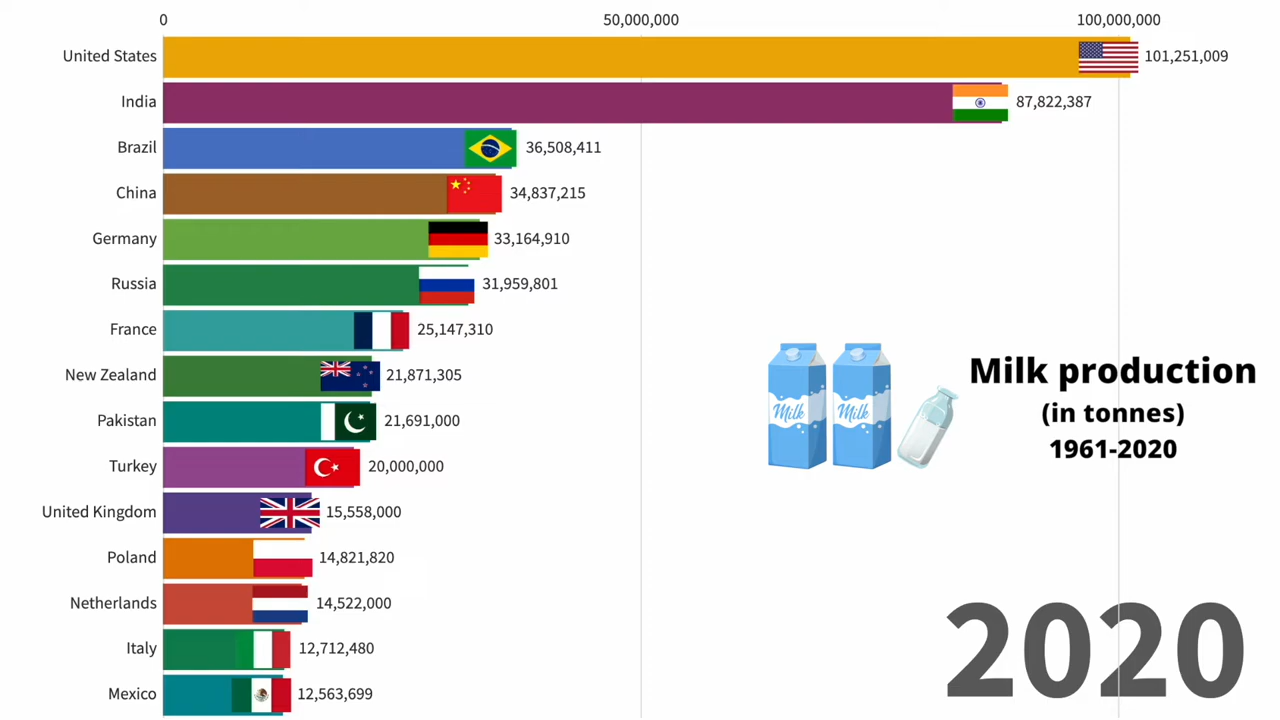 0 50,000,000 100,000,000
United States 101,251,009
India 87,822,387
Brazil 36,508,411
China 34,837,215
Germany 33,164,910
Russia 31,959,801
France 25,147,310
New Zealand 21,871,305
Pakistan 21,691,000
Turkey 20,000,000
United Kingdom 15,558,000
Poland 14,821,820
Netherlands 14,522,000
Italy 12,712,480
Mexico 12,563,699
Milk Milk
Milk production
(in tonnes)
1961-2020
2020